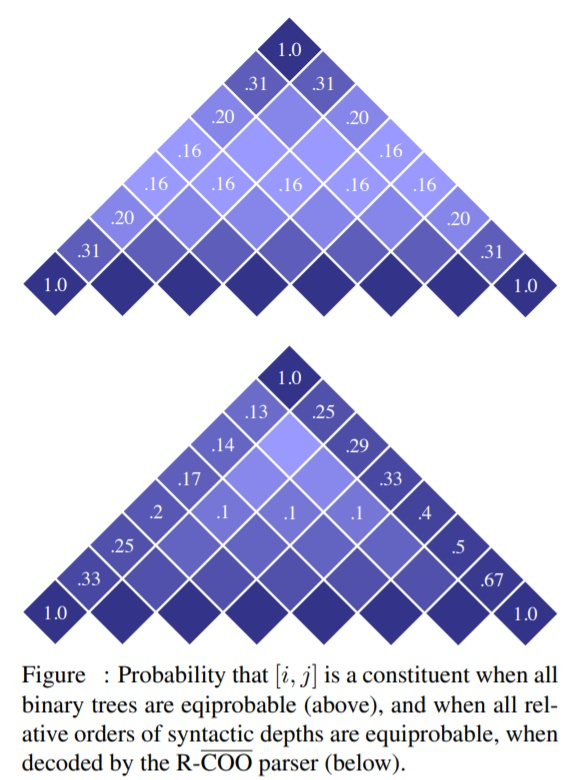 1.0
.31 .31
.20 .20
.16 .16
.16 .16 .16 .16 .16
.20 .20
.31 .31
1.0 1.0
1.0
.13 .25
.14 .29
.17 .33
.2 .1 .1 .1 .4
.25 .5
.33 .67
1.0 1.0
Figure : Probability that [i, j] is a constituent when all
binary trees are eqiprobable (above), and when all rel-
ative orders of syntactic depths are equiprobable, when
decoded by the R-C̅O̅O̅ parser (below).